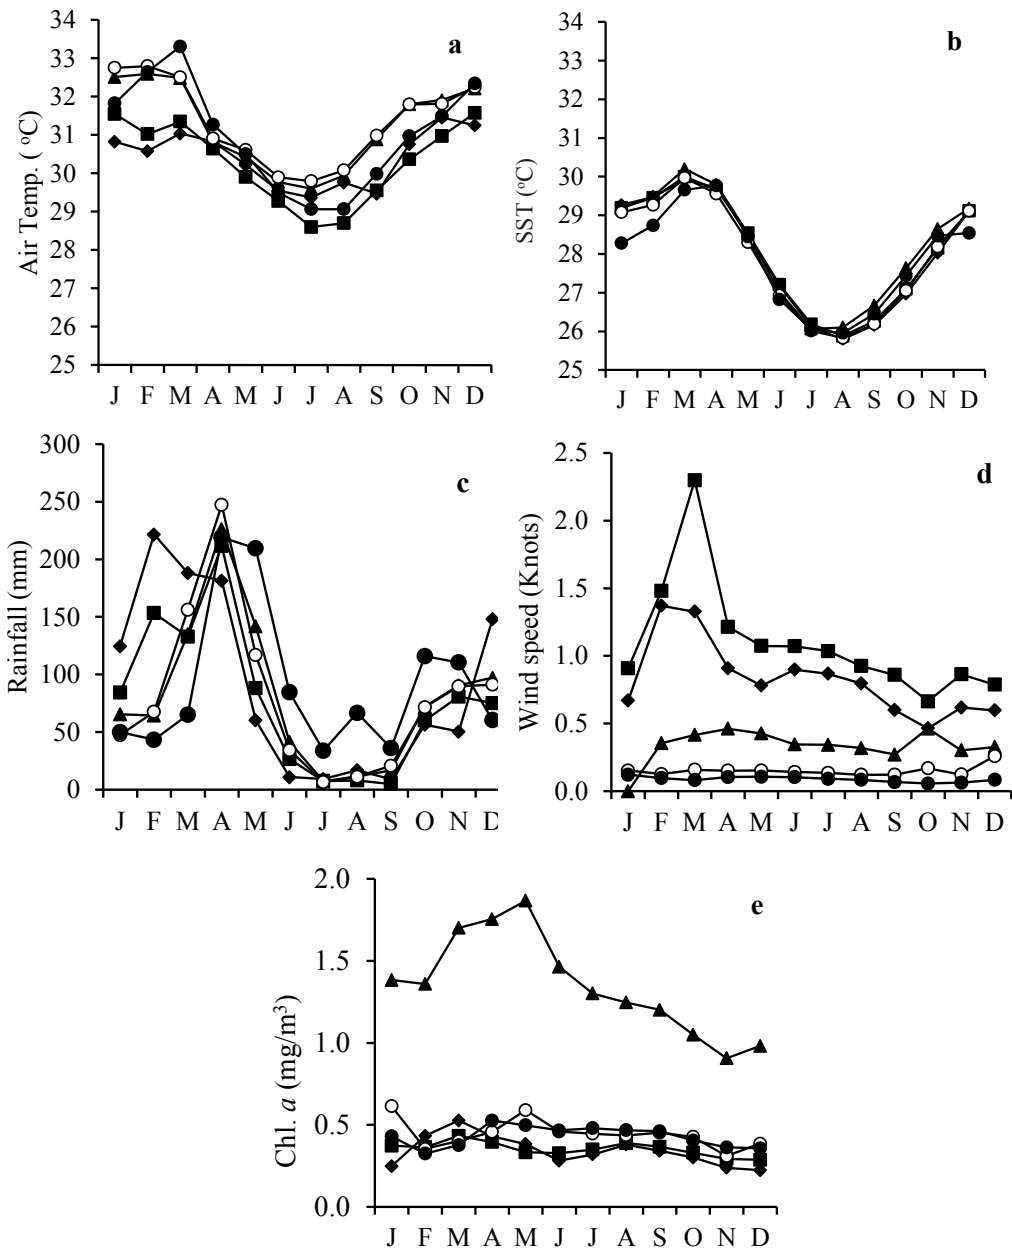 a
Air Temp. ( °C)
34
33
32
31
30
29
28
27
26
25
J F M A M J J A S O N D
b
SST (°C)
34
33
32
31
30
29
28
27
26
25
J F M A M J J A S O N D
c
Rainfall (mm)
300
250
200
150
100
50
0
J F M A M J J A S O N D
d
Wind speed (Knots)
2.5
2.0
1.5
1.0
0.5
0.0
J F M A M J J A S O N D
e
Chl. a (mg/m³)
2.0
1.5
1.0
0.5
0.0
J F M A M J J A S O N D